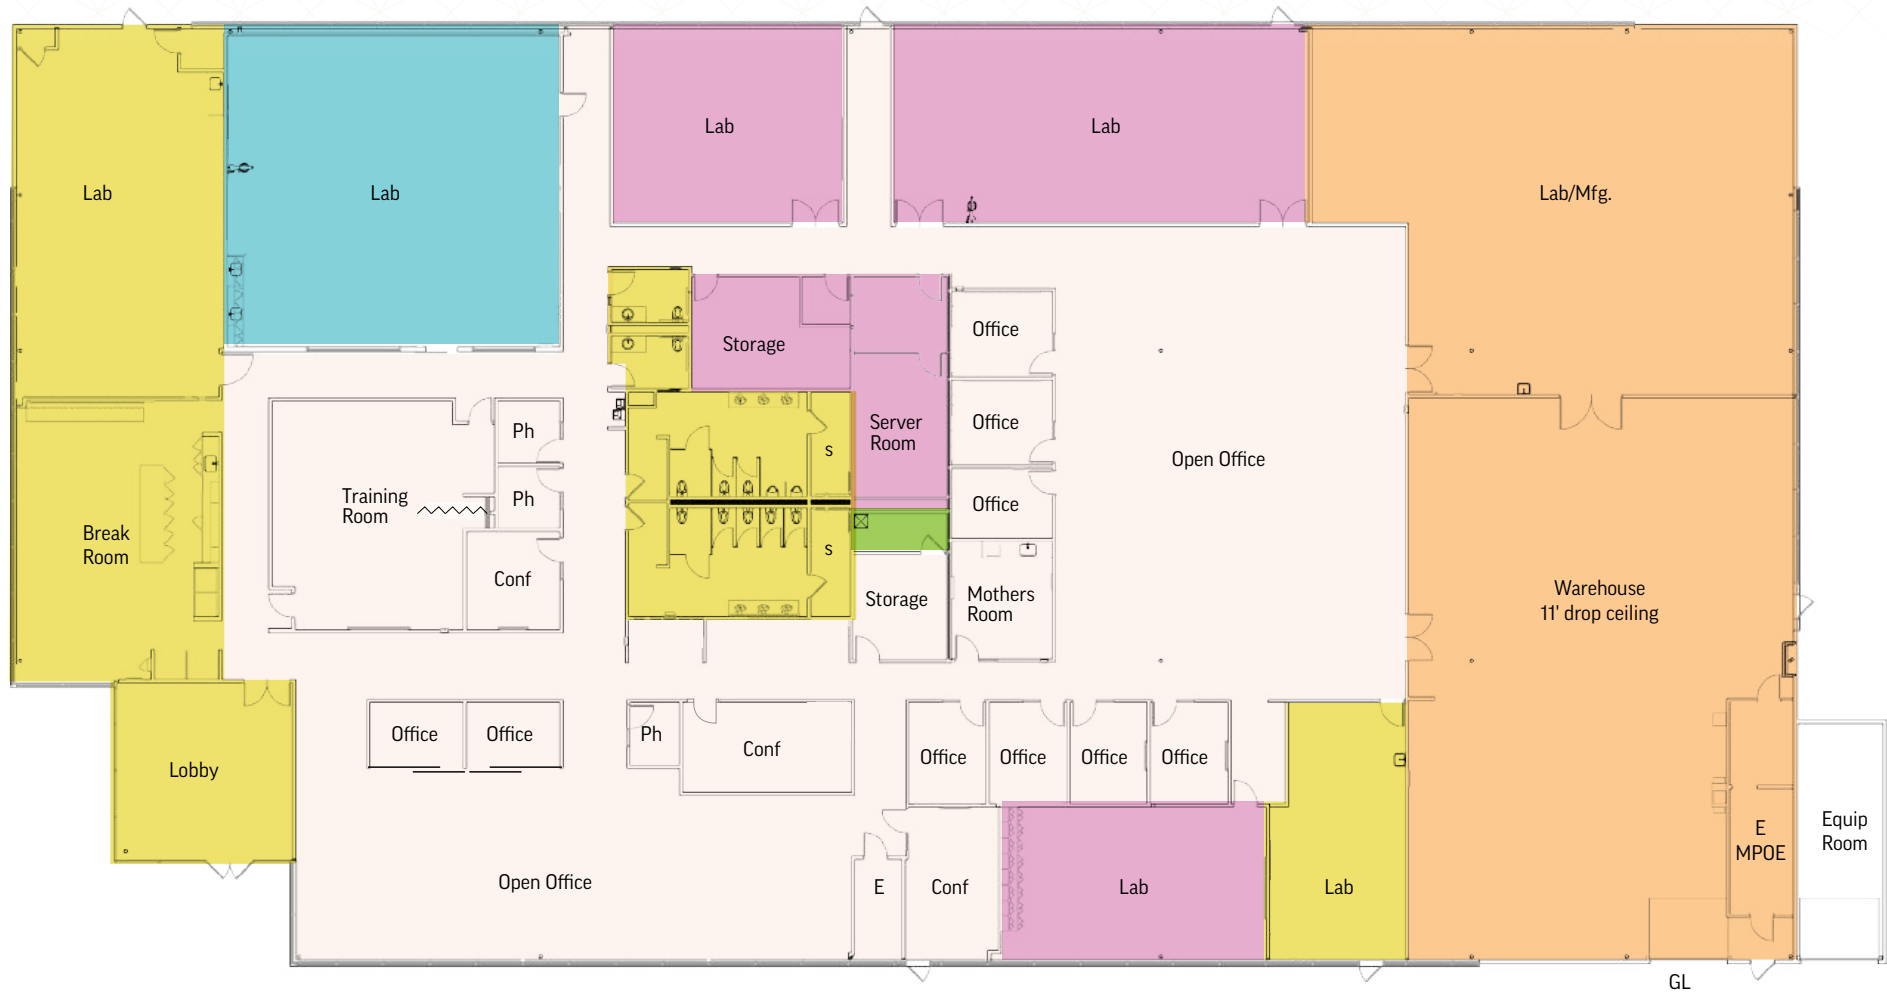 Lab
Lab
Lab
Lab
Lab/Mfg.
Storage
Office
Server
Room
Office
Office
s
s
Storage
Mothers
Room
Open Office
Training
Room
Ph
Ph
Conf
Break
Room
Warehouse
11' drop ceiling
Lobby
Office
Office
Ph
Conf
Office
Office
Office
Office
Open Office
E
Conf
Lab
Lab
E
MPOE
Equip
Room
GL